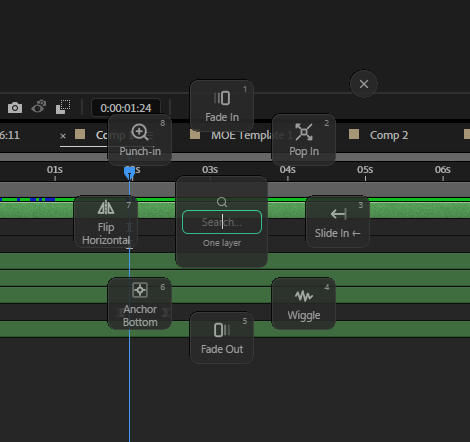 1
Fade In
0:00:01:24
6:11
×
Co
8
Punch-in
MOE Template 1
2
Pop In
Comp 2
01s
2s
03s
04s
05s
06s
7
Flip
Horizontal
Search...
One layer
3
Slide In ←
6
Anchor
Bottom
4
Wiggle
5
Fade Out